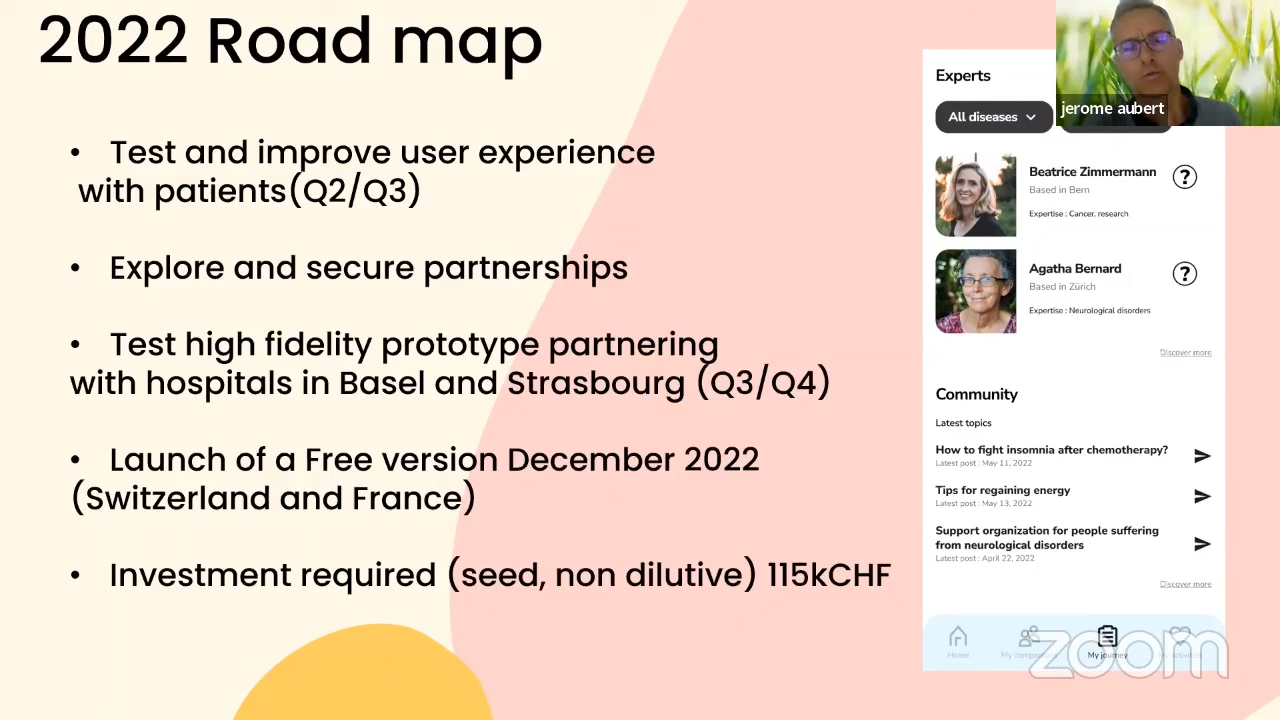 2022 Road map
• Test and improve user experience
with patients(Q2/Q3)
• Explore and secure partnerships
• Test high fidelity prototype partnering
with hospitals in Basel and Strasbourg (Q3/Q4)
• Launch of a Free version December 2022
(Switzerland and France)
• Investment required (seed, non dilutive) 115kCHF
jerome aubert
Experts
All diseases
Beatrice Zimmermann
Based in Bern
Expertise : Cancer, research
?
Agatha Bernard
Based in Zürich
Expertise : Neurological disorders
?
Discover more
Community
Latest topics
How to fight insomnia after chemotherapy?
Latest post : May 11, 2022
Tips for regaining energy
Latest post : May 13, 2022
Support organization for people suffering
from neurological disorders
Latest post : April 22, 2022
Discover more
Home
My journey
zoom